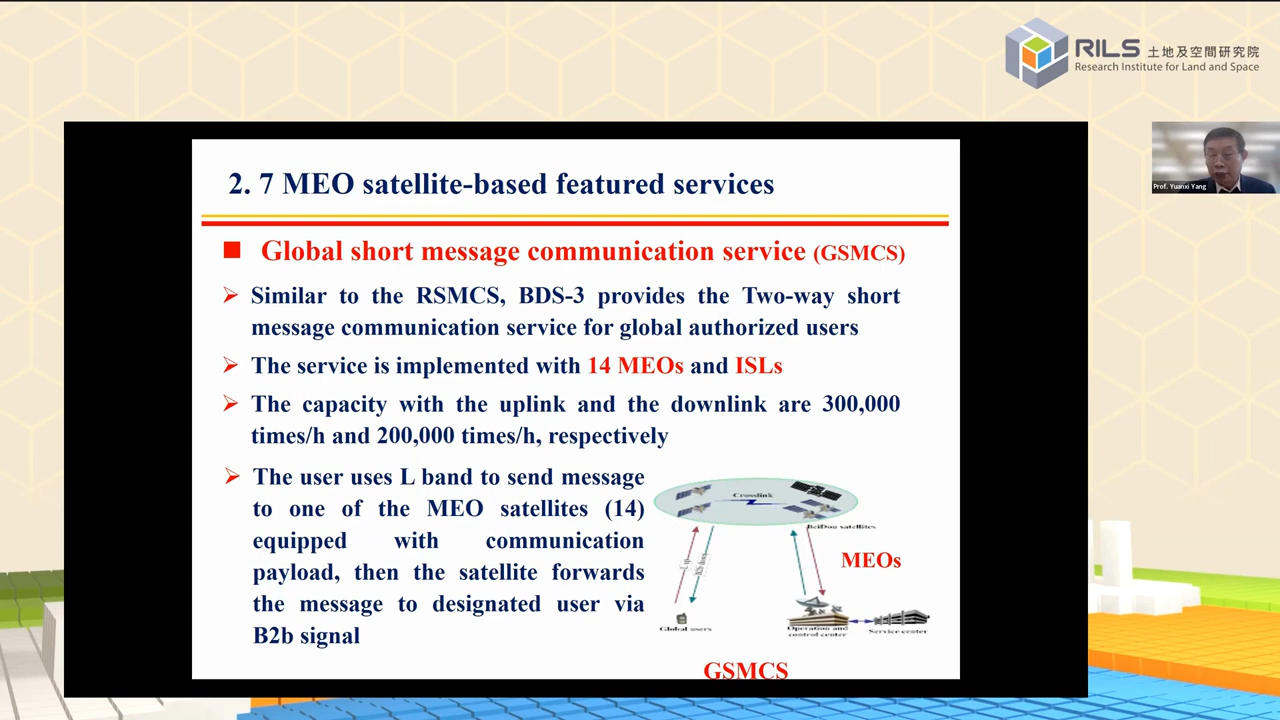 RILS 土地及空間研究院
Research Institute for Land and Space
Prof. Yuanxi Yang
2. 7 MEO satellite-based featured services
Global short message communication service (GSMCS)
Similar to the RSMCS, BDS-3 provides the Two-way short
message communication service for global authorized users
The service is implemented with 14 MEOs and ISLs
The capacity with the uplink and the downlink are 300,000
times/h and 200,000 times/h, respectively
The user uses L band to send message
to one of the MEO satellites (14)
equipped with communication
payload, then the satellite forwards
the message to designated user via
B2b signal
Crosslink
BeiDou satellites
MEOs
Global users
Operation and
control center
Service center
GSMCS